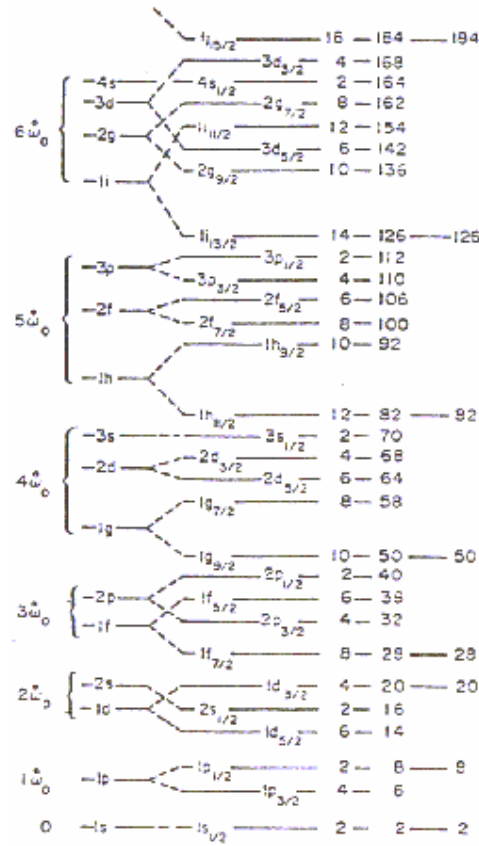 1i15/2 16 184 184
3d3/2 4 168
4s 4s1/2 2 164
3d 2g7/2 8 162
6ħω0 2g 1i11/2 12 154
3d5/2 6 142
1i 2g9/2 10 136
1i13/2 14 126 126
3p 3p1/2 2 112
3p3/2 4 110
2f 2f5/2 6 106
5ħω0 2f7/2 8 100
1h9/2 10 92
1h
1h11/2 12 82 82
3s 3s1/2 2 70
2d 2d3/2 4 68
4ħω0 2d5/2 6 64
1g7/2 8 58
1g
1g9/2 10 50 50
2p1/2 2 40
2p 1f5/2 6 38
3ħω0 1f 2p3/2 4 32
1f7/2 8 28 28
2s 1d3/2 4 20 20
2ħω0 1d 2s1/2 2 16
1d5/2 6 14
1p1/2 2 8 8
1ħω0 1p 1p3/2 4 6
0 1s 1s1/2 2 2 2